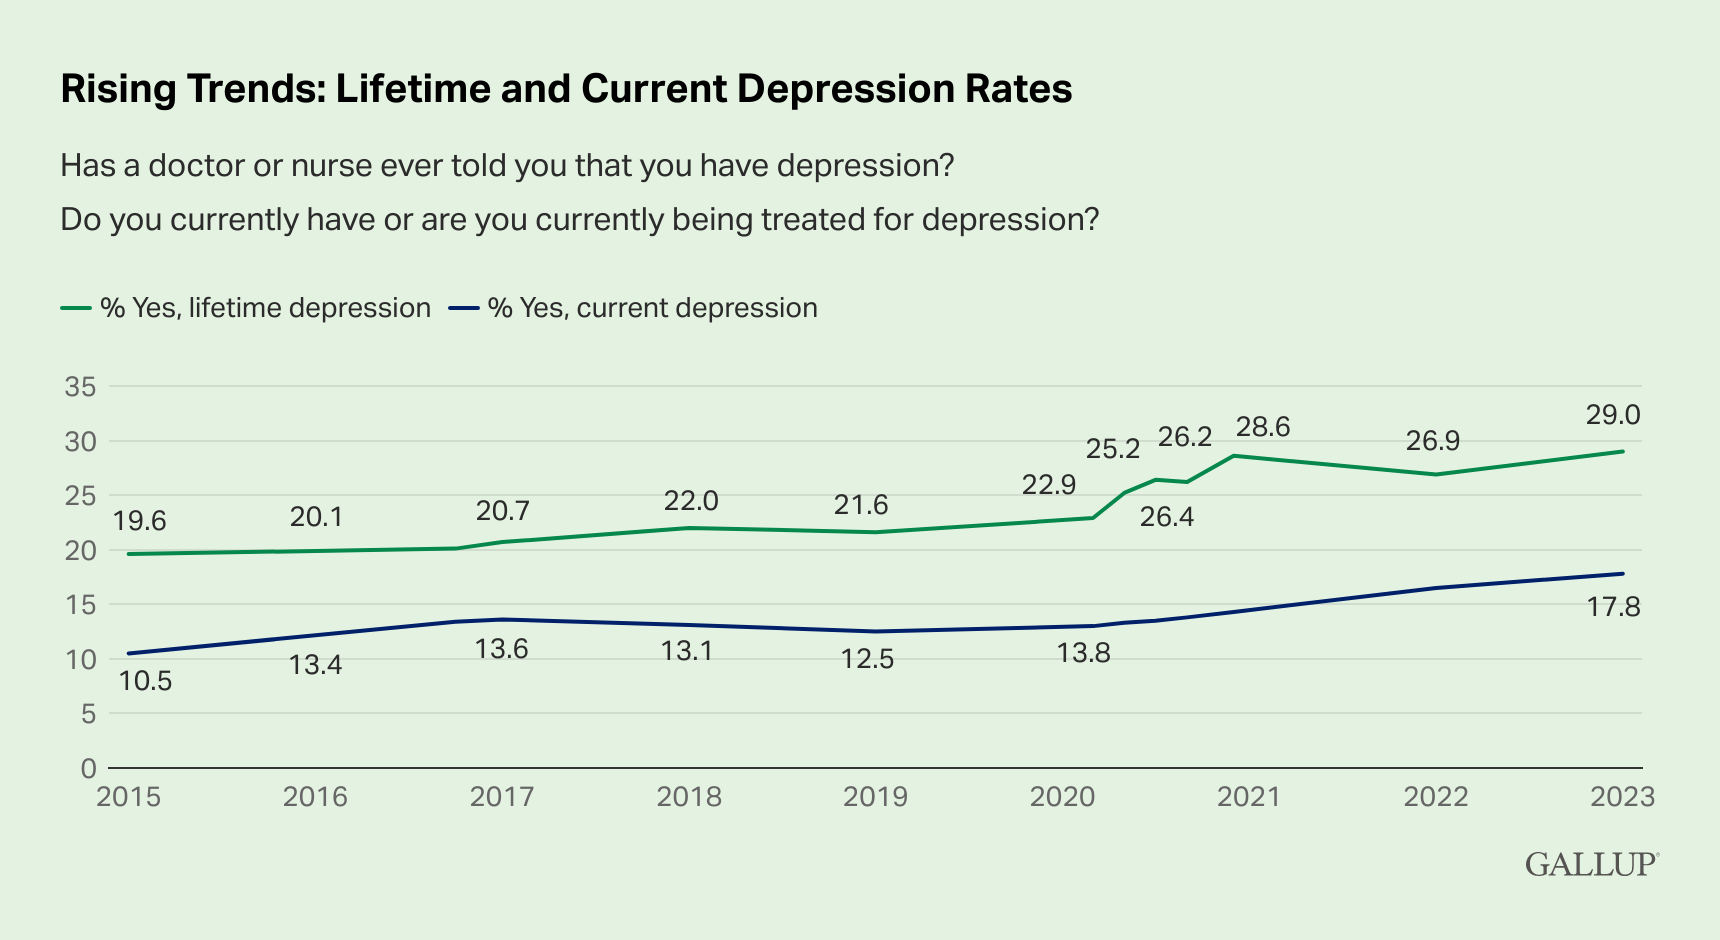 Rising Trends: Lifetime and Current Depression Rates
Has a doctor or nurse ever told you that you have depression?
Do you currently have or are you currently being treated for depression?
% Yes, lifetime depression % Yes, current depression
35
29.0
30
25.2 26.2 28.6 26.9
25
19.6 20.1 20.7 22.0 21.6 22.9 26.4
20
15
17.8
10
10.5 13.4 13.6 13.1 12.5 13.8
5
0
2015 2016 2017 2018 2019 2020 2021 2022 2023
GALLUP®